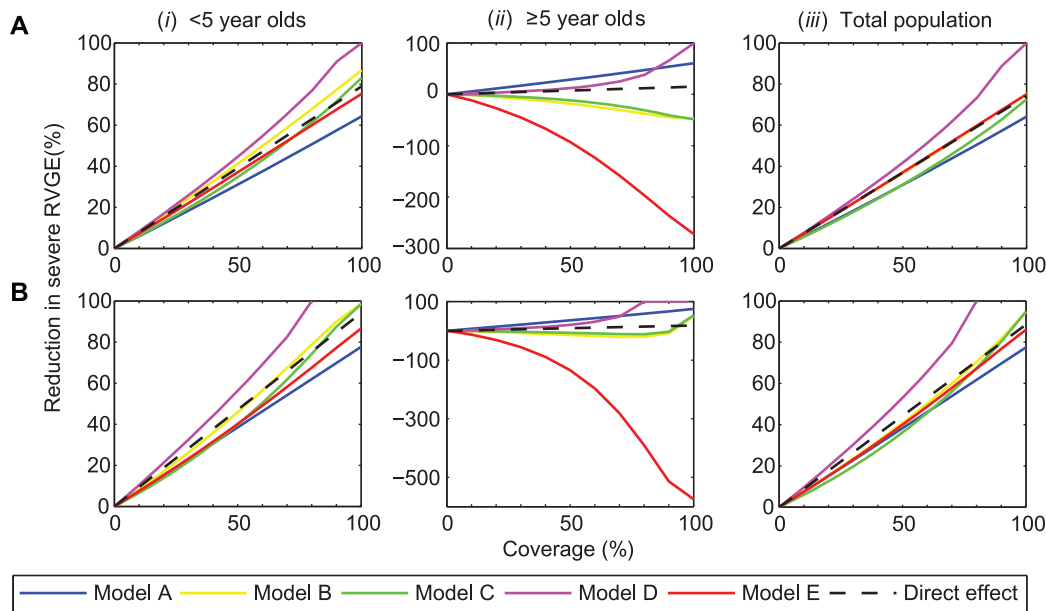 A
(i) <5 year olds
(ii) ≥5 year olds
(iii) Total population
Reduction in severe RVGE(%)
100
80
60
40
20
0
0 50 100
100
0
−100
−200
−300
0 50 100
100
80
60
40
20
0
0 50 100
B
100
80
60
40
20
0
0 50 100
100
−100
−300
−500
0 50 100
100
80
60
40
20
0
0 50 100
Coverage (%)
Model A Model B Model C Model D Model E Direct effect